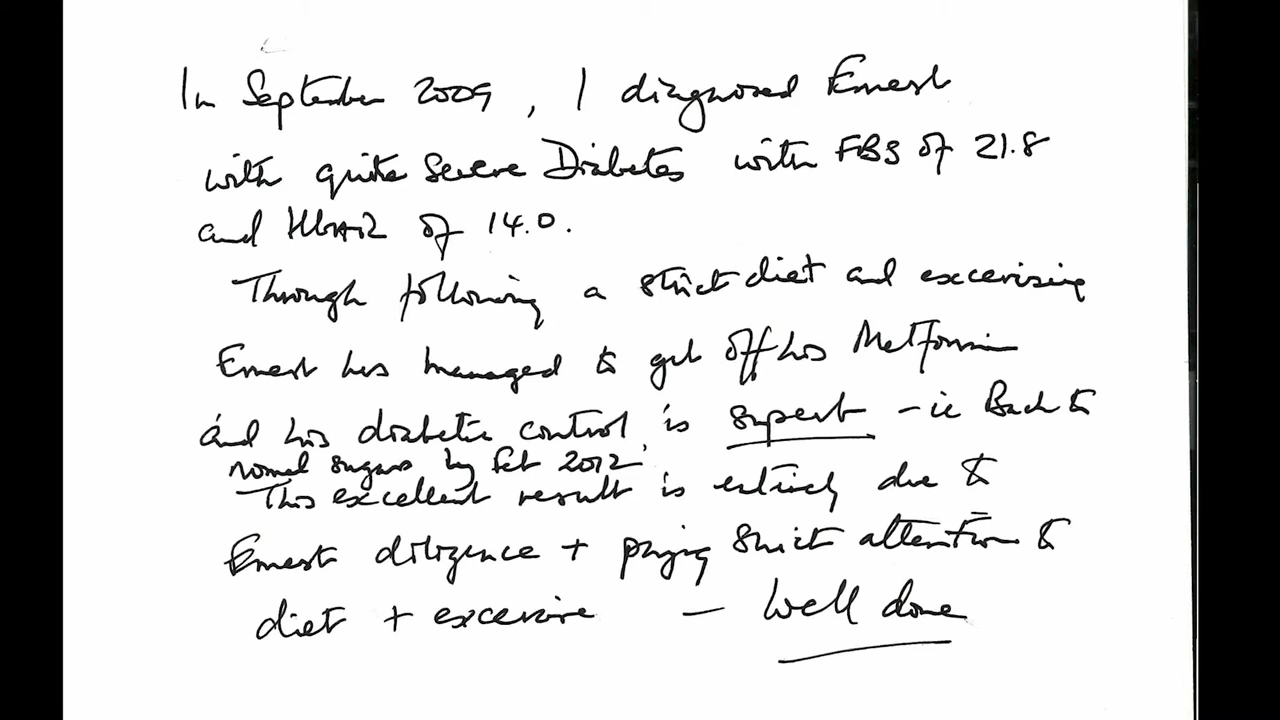 In September 2009, I diagnosed Ernest
with quite severe Diabetes with FBS of 21.8
and HbA12 of 14.0.
Through following a strict diet and excercising
Ernest has managed to get off his Metformin
and his diabetic control is superb - ie Back to
normal sugars by Feb 2012
This excellent result is entirely due to
Ernest diligence + paying strict attention to
diet + excercise - Well done